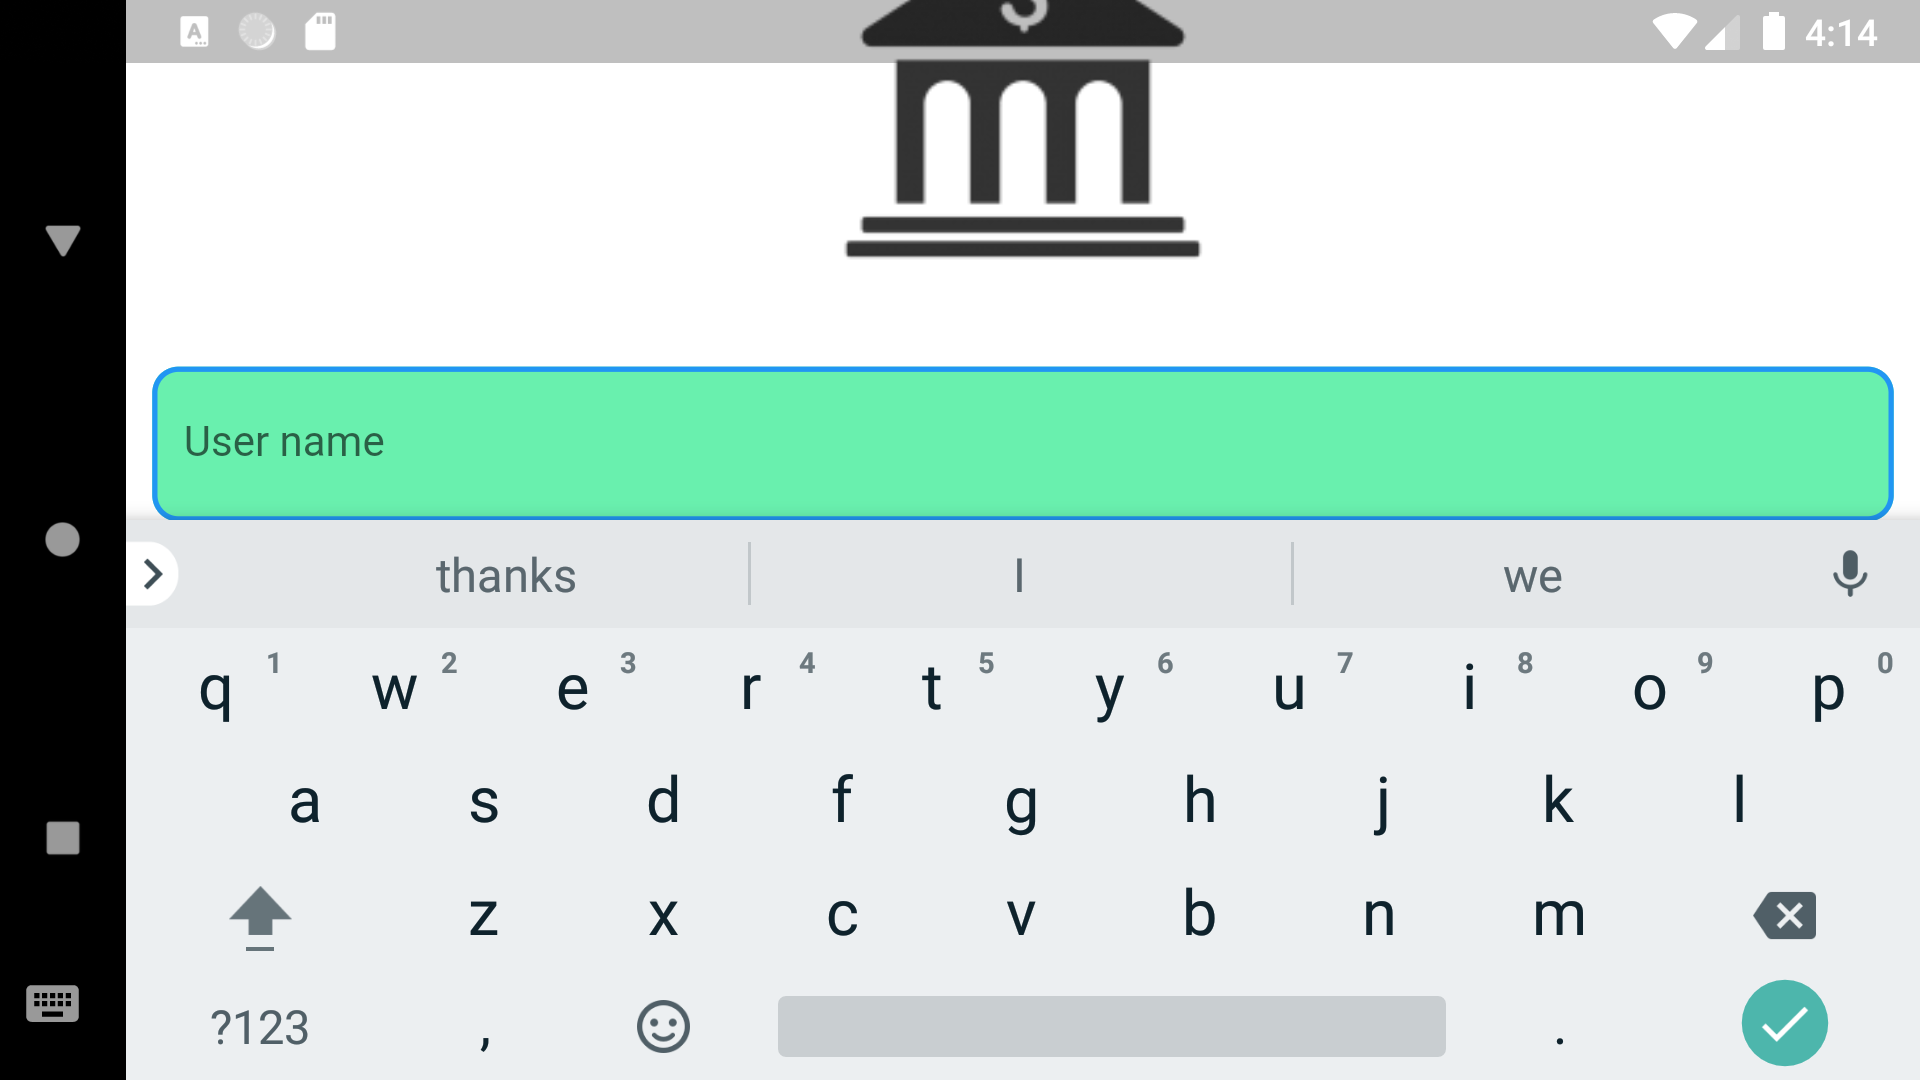 4:14
User name
thanks I we
q 1 w 2 e 3 r 4 t 5 y 6 u 7 i 8 o 9 p 0
a s d f g h j k l
z x c v b n m
?123 , .